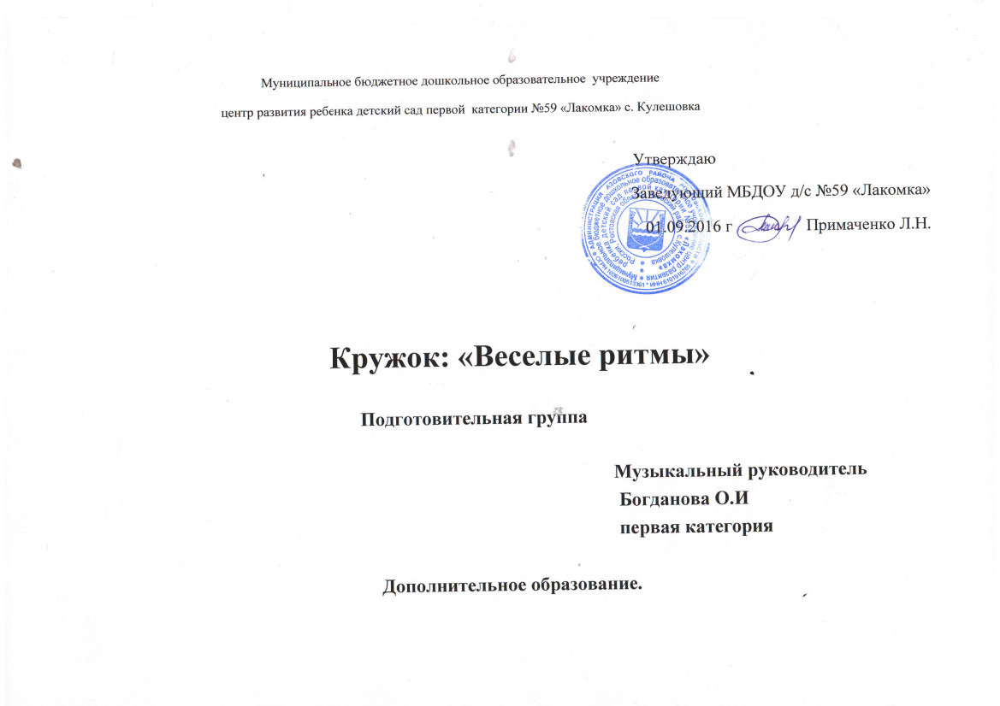 Муниципальное бюджетное дошкольное образовательное учреждение
центр развития ребенка детский сад первой категории №59 «Лакомка» с. Кулешовка
Утверждаю
Заведующий МБДОУ д/с №59 «Лакомка»
01.09.2016 г Примаченко Л.Н.
АДМИНИСТРАЦИЯ АЗОВСКОГО РАЙОНА
Кружок: «Веселые ритмы»
Подготовительная группа
Музыкальный руководитель
Богданова О.И
первая категория
Дополнительное образование.